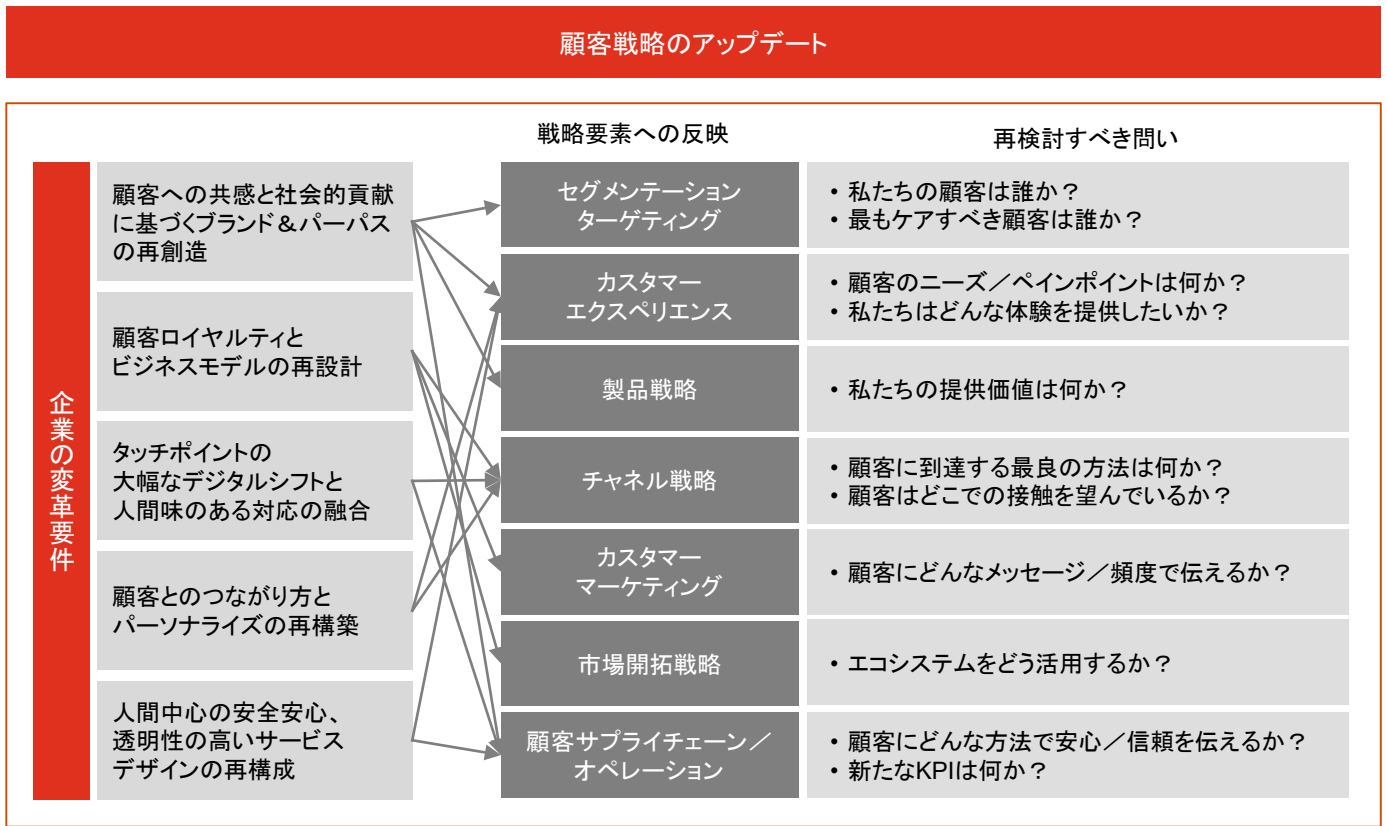 顧客戦略のアップデート
戦略要素への反映
再検討すべき問い
企業の変革要件
顧客への共感と社会的貢献
に基づくブランド＆パーパス
の再創造
顧客ロイヤルティと
ビジネスモデルの再設計
タッチポイントの
大幅なデジタルシフトと
人間味のある対応の融合
顧客とのつながり方と
パーソナライズの再構築
人間中心の安全安心、
透明性の高いサービス
デザインの再構成
セグメンテーション
ターゲティング
・私たちの顧客は誰か？
・最もケアすべき顧客は誰か？
カスタマー
エクスペリエンス
・顧客のニーズ／ペインポイントは何か？
・私たちはどんな体験を提供したいか？
製品戦略
・私たちの提供価値は何か？
チャネル戦略
・顧客に到達する最良の方法は何か？
・顧客はどこでの接触を望んでいるか？
カスタマー
マーケティング
・顧客にどんなメッセージ／頻度で伝えるか？
市場開拓戦略
・エコシステムをどう活用するか？
顧客サプライチェーン／
オペレーション
・顧客にどんな方法で安心／信頼を伝えるか？
・新たなKPIは何か？